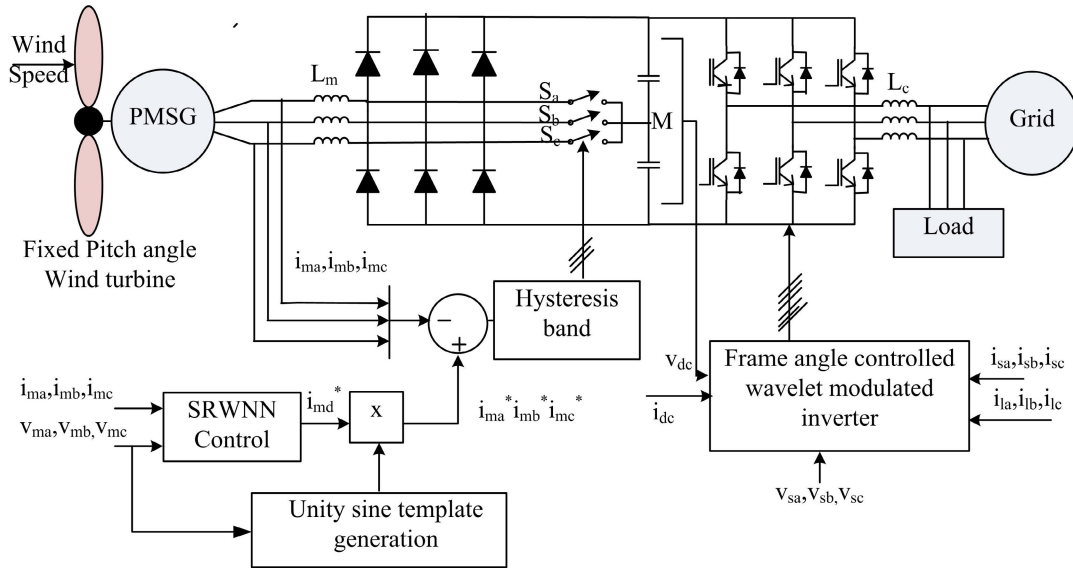 Wind
Speed
PMSG
Lm
Sa
Sb
Sc
M
Lc
Grid
Load
Fixed Pitch angle
Wind turbine
ima,imb,imc
−
+
Hysteresis
band
vdc
idc
Frame angle controlled
wavelet modulated
inverter
isa,isb,isc
ila,ilb,ilc
vsa,vsb,vsc
ima,imb,imc
vma,vmb,vmc
SRWNN
Control
imd*
x
ima*imb*imc*
Unity sine template
generation